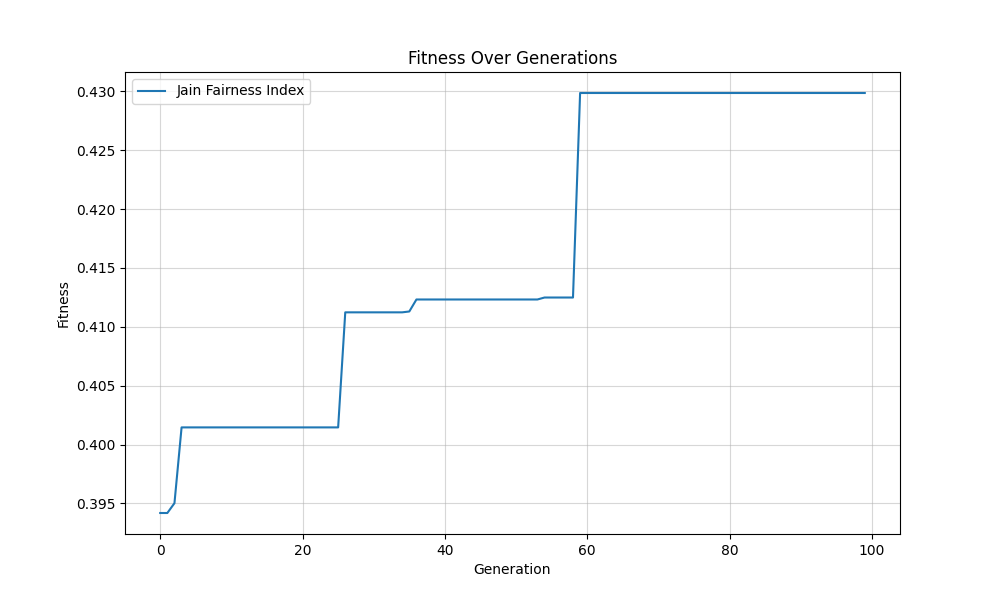 Fitness Over Generations
Jain Fairness Index
Fitness
0.430
0.425
0.420
0.415
0.410
0.405
0.400
0.395
0 20 40 60 80 100
Generation